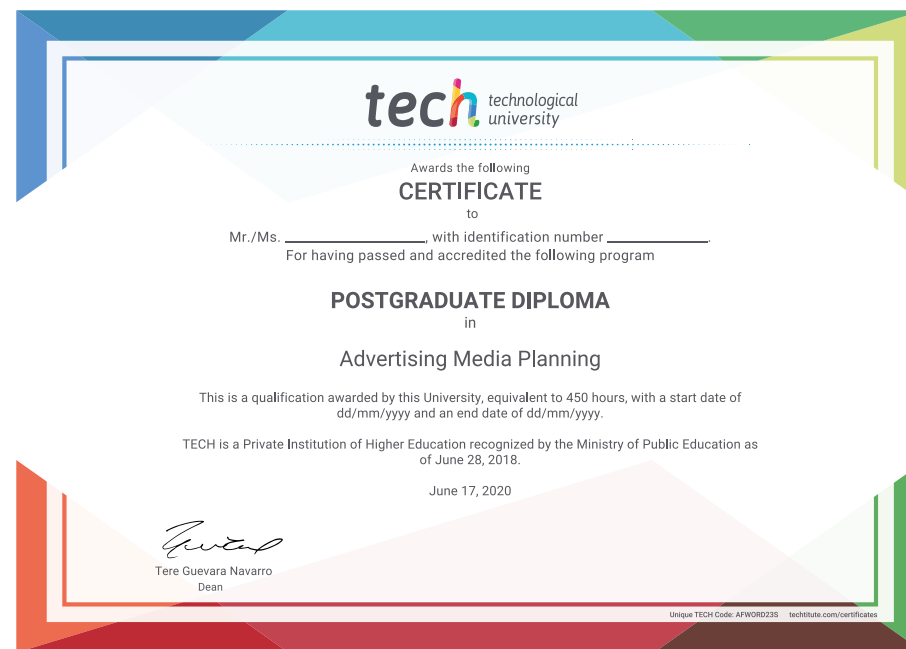 tech technological
university
Awards the following
CERTIFICATE
to
Mr./Ms. ____________________, with identification number ______________.
For having passed and accredited the following program
POSTGRADUATE DIPLOMA
in
Advertising Media Planning
This is a qualification awarded by this University, equivalent to 450 hours, with a start date of
dd/mm/yyyy and an end date of dd/mm/yyyy.
TECH is a Private Institution of Higher Education recognized by the Ministry of Public Education as
of June 28, 2018.
June 17, 2020
Tere Guevara Navarro
Dean
Unique TECH Code: AFWORD23S techtitute.com/certificates